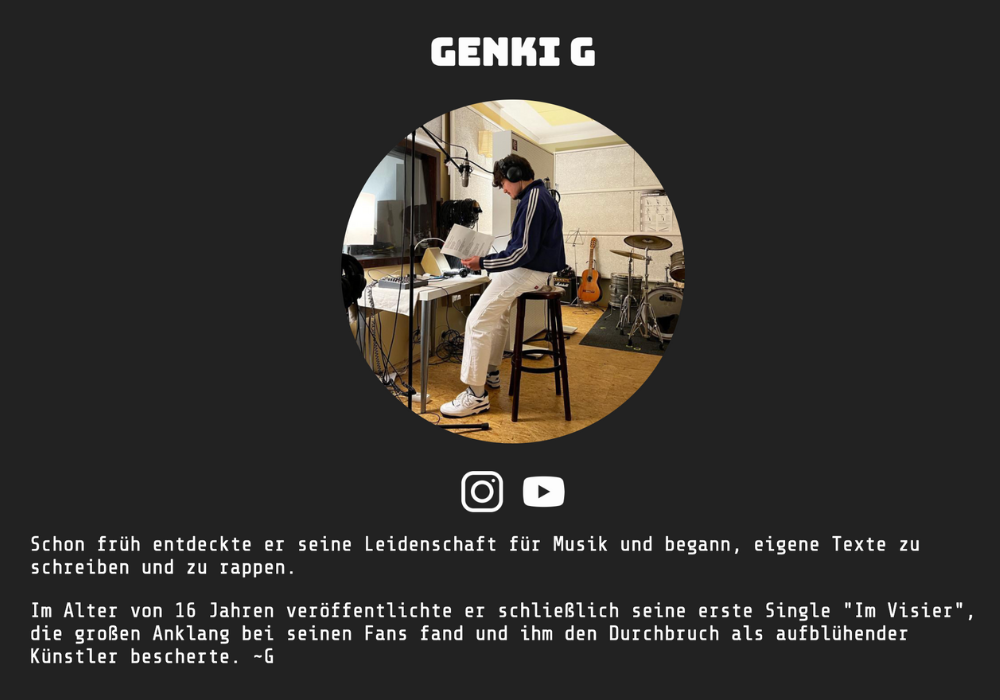 GENKI G
Schon früh entdeckte er seine Leidenschaft für Musik und begann, eigene Texte zu
schreiben und zu rappen.
Im Alter von 16 Jahren veröffentlichte er schließlich seine erste Single "Im Visier",
die großen Anklang bei seinen Fans fand und ihm den Durchbruch als aufblühender
Künstler bescherte. ~G